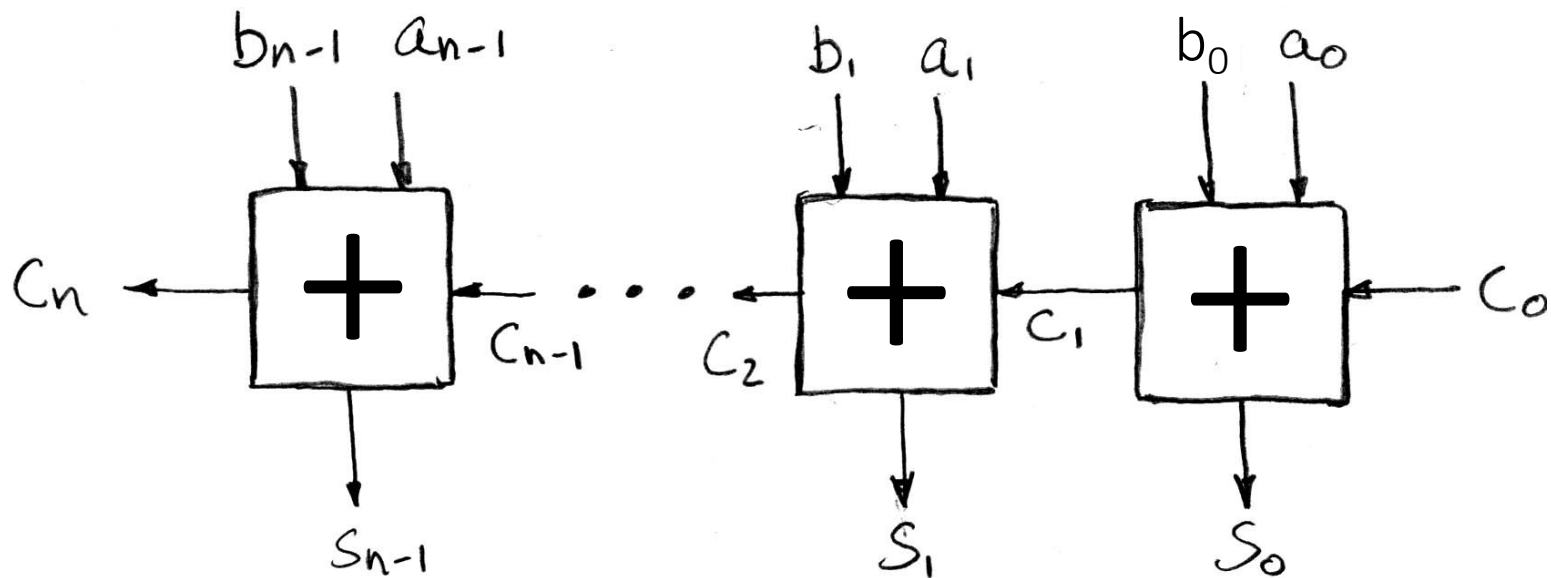 bn-1 an-1 b1 a1 b0 a0
+ + +
Cn Cn-1 C2 C1 C0
Sn-1 S1 S0